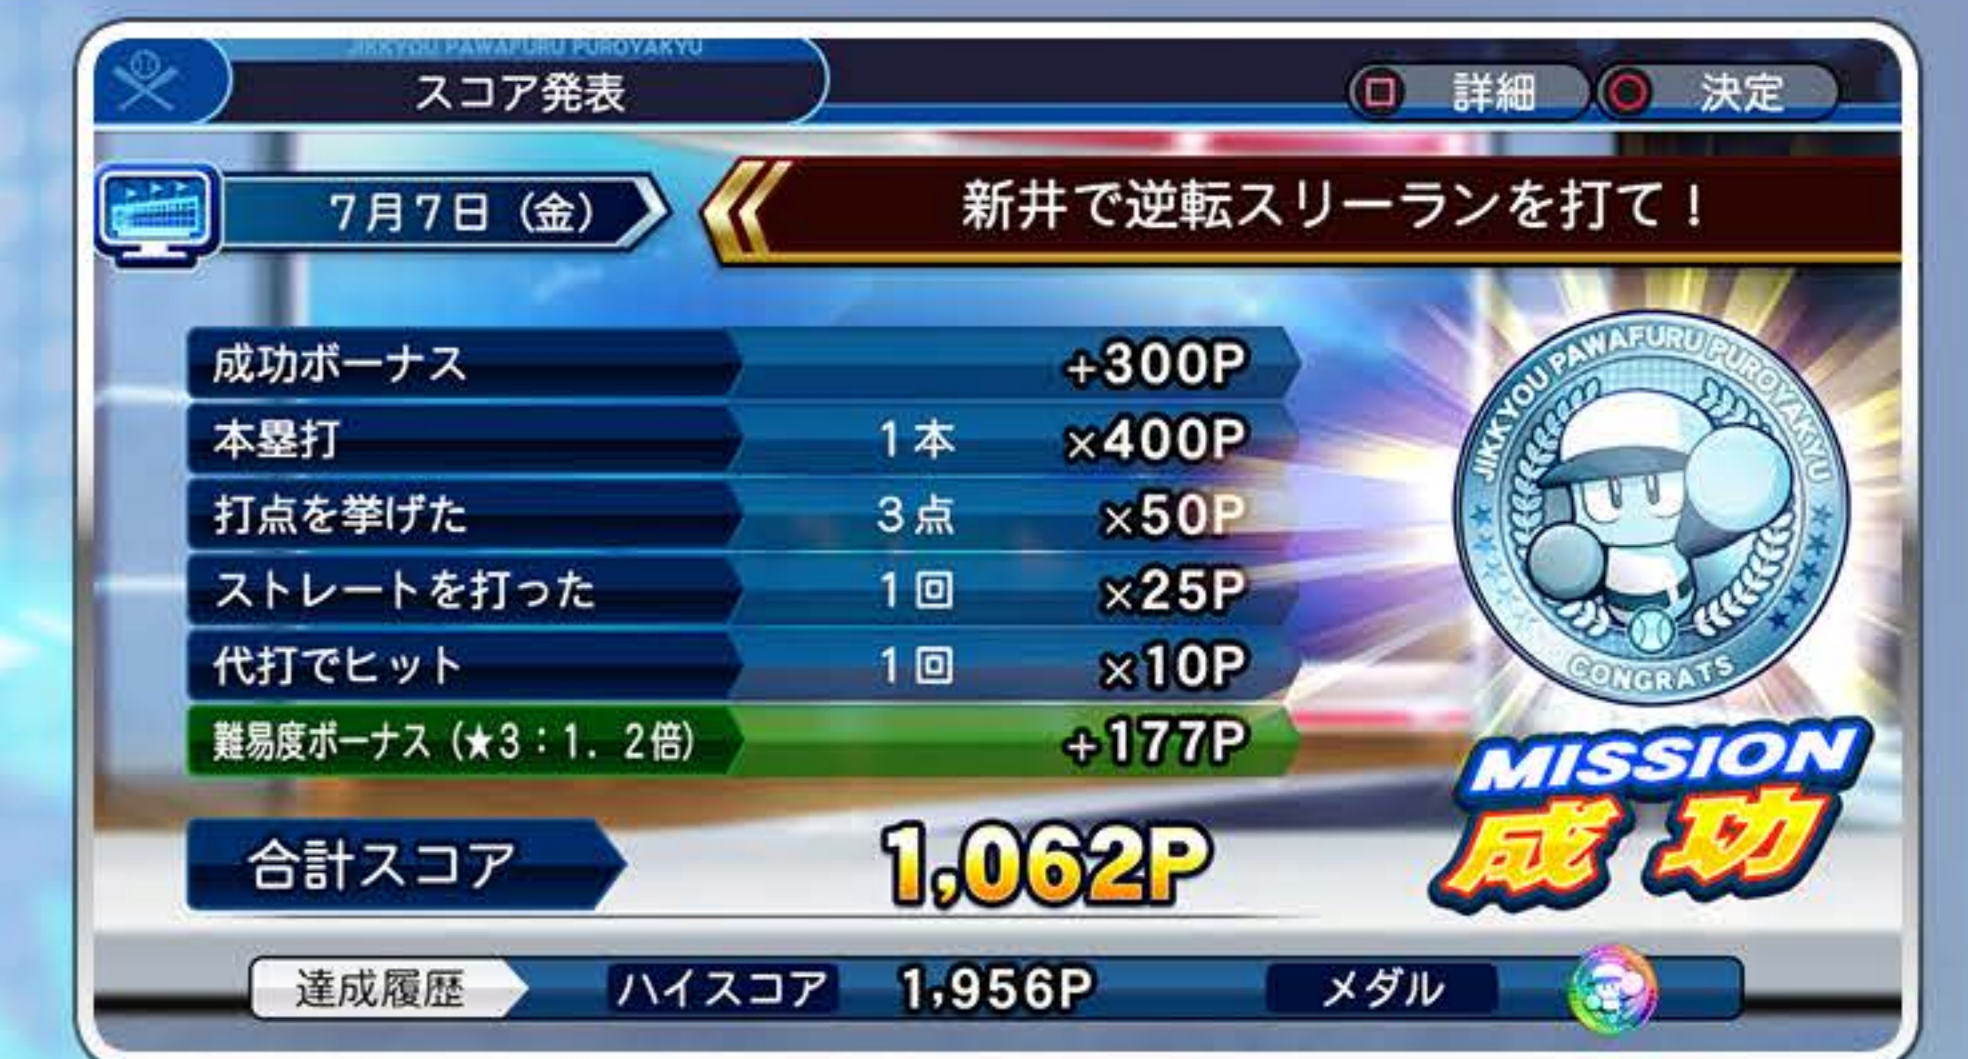 JIKKYOU PAWAFURU PUROYAKYU
スコア発表
詳細
決定
7月7日（金）
新井で逆転スリーランを打て！
成功ボーナス +300P
本塁打 1本 ×400P
打点を挙げた 3点 ×50P
ストレートを打った 1回 ×25P
代打でヒット 1回 ×10P
難易度ボーナス（★3：1．2倍） +177P
合計スコア 1,062P
JIKKYOU PAWAFURU PUROYAKYU
CONGRATS
MISSION
成功
達成履歴 ハイスコア 1,956P メダル